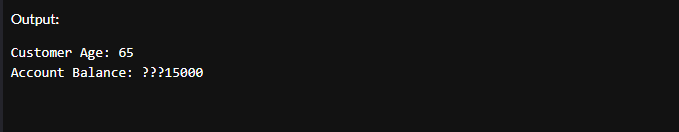 Output:
Customer Age: 65
Account Balance: ???15000